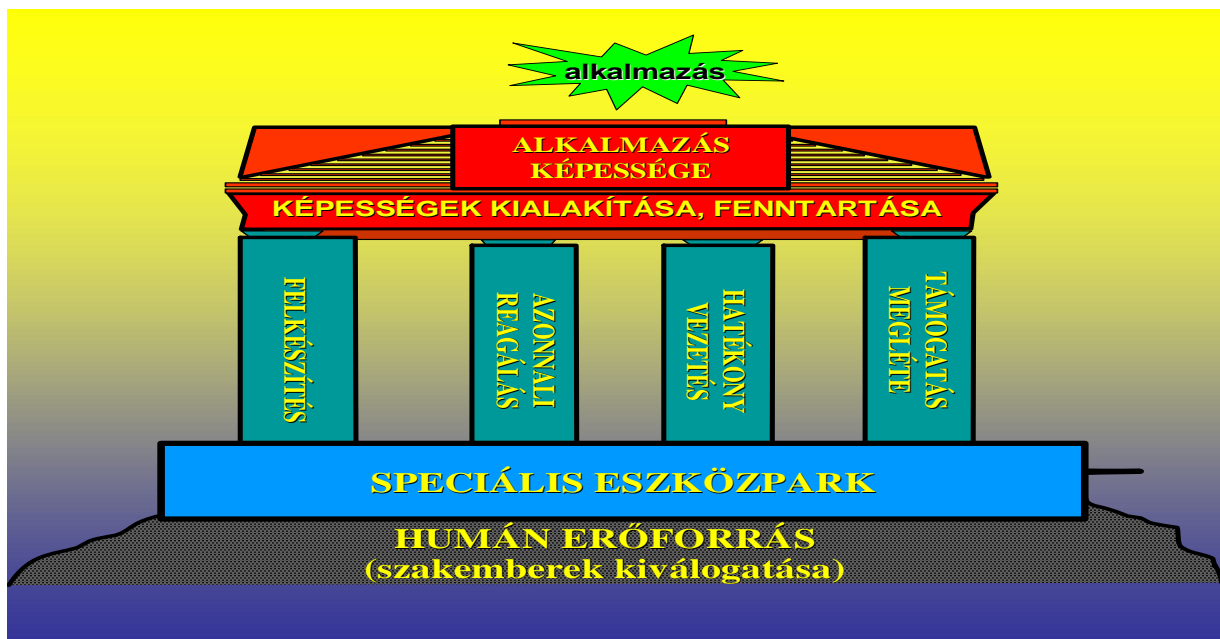 alkalmazás
ALKALMAZÁS
KÉPESSÉGE
KÉPESSÉGEK KIALAKÍTÁSA, FENNTARTÁSA
FELKÉSZÍTÉS
AZONNALI
REAGÁLÁS
HATÉKONY
VEZETÉS
TÁMOGATÁS
MEGLÉTE
SPECIÁLIS ESZKÖZPARK
HUMÁN ERŐFORRÁS
(szakemberek kiválogatása)